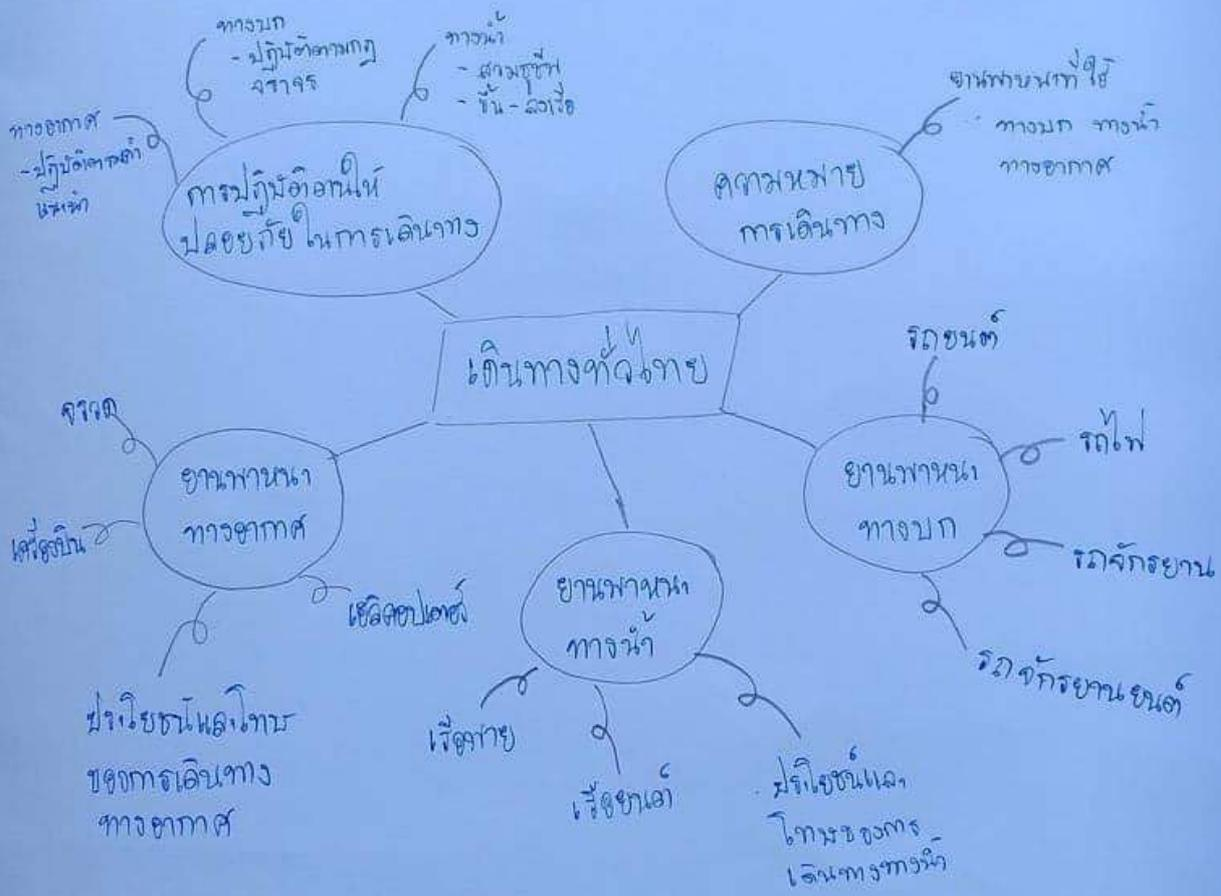 ทางบก
- ปฏิบัติตามกฎ
จราจร
ทางน้ำ
- สวมชูชีพ
- ขึ้น - ลงเรือ
ทางอากาศ
- ปฏิบัติตามคำ
แนะนำ
การปฏิบัติตนให้
ปลอยภัยในการเดินทาง
ความหมาย
การเดินทาง
ยานพาหนาที่ใช้
ทางบก ทางน้ำ
ทางอากาศ
เดินทางทั่วไทย
ยานพาหนะ
ทางอากาศ
จรวด
เครื่องบิน
เฮลิคอปเตอร์
ประโยชน์และโทษ
ของการเดินทาง
ทางอากาศ
ยานพาหนะ
ทางน้ำ
เรือพาย
เรือยาเล่า
ประโยชน์และ
โทษของการ
เดินทางทางน้ำ
ยานพาหนะ
ทางบก
รถยนต์
รถไฟ
รถจักรยาน
รถจักรยานยนต์